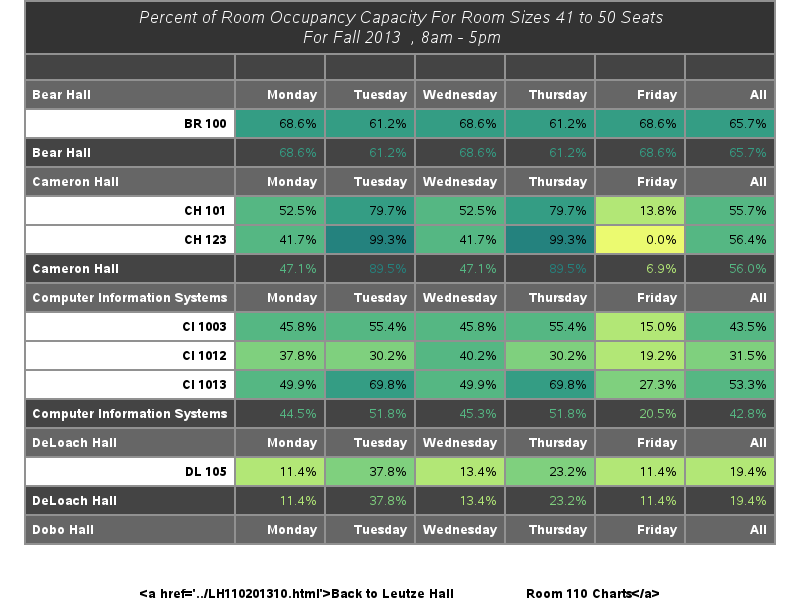 Percent of Room Occupancy Capacity For Room Sizes 41 to 50 Seats
For Fall 2013 , 8am - 5pm
Bear Hall Monday Tuesday Wednesday Thursday Friday All
BR 100 68.6% 61.2% 68.6% 61.2% 68.6% 65.7%
Bear Hall 68.6% 61.2% 68.6% 61.2% 68.6% 65.7%
Cameron Hall Monday Tuesday Wednesday Thursday Friday All
CH 101 52.5% 79.7% 52.5% 79.7% 13.8% 55.7%
CH 123 41.7% 99.3% 41.7% 99.3% 0.0% 56.4%
Cameron Hall 47.1% 89.5% 47.1% 89.5% 6.9% 56.0%
Computer Information Systems Monday Tuesday Wednesday Thursday Friday All
CI 1003 45.8% 55.4% 45.8% 55.4% 15.0% 43.5%
CI 1012 37.8% 30.2% 40.2% 30.2% 19.2% 31.5%
CI 1013 49.9% 69.8% 49.9% 69.8% 27.3% 53.3%
Computer Information Systems 44.5% 51.8% 45.3% 51.8% 20.5% 42.8%
DeLoach Hall Monday Tuesday Wednesday Thursday Friday All
DL 105 11.4% 37.8% 13.4% 23.2% 11.4% 19.4%
DeLoach Hall 11.4% 37.8% 13.4% 23.2% 11.4% 19.4%
Dobo Hall Monday Tuesday Wednesday Thursday Friday All
<a href='../LH110201310.html'>Back to Leutze Hall Room 110 Charts</a>